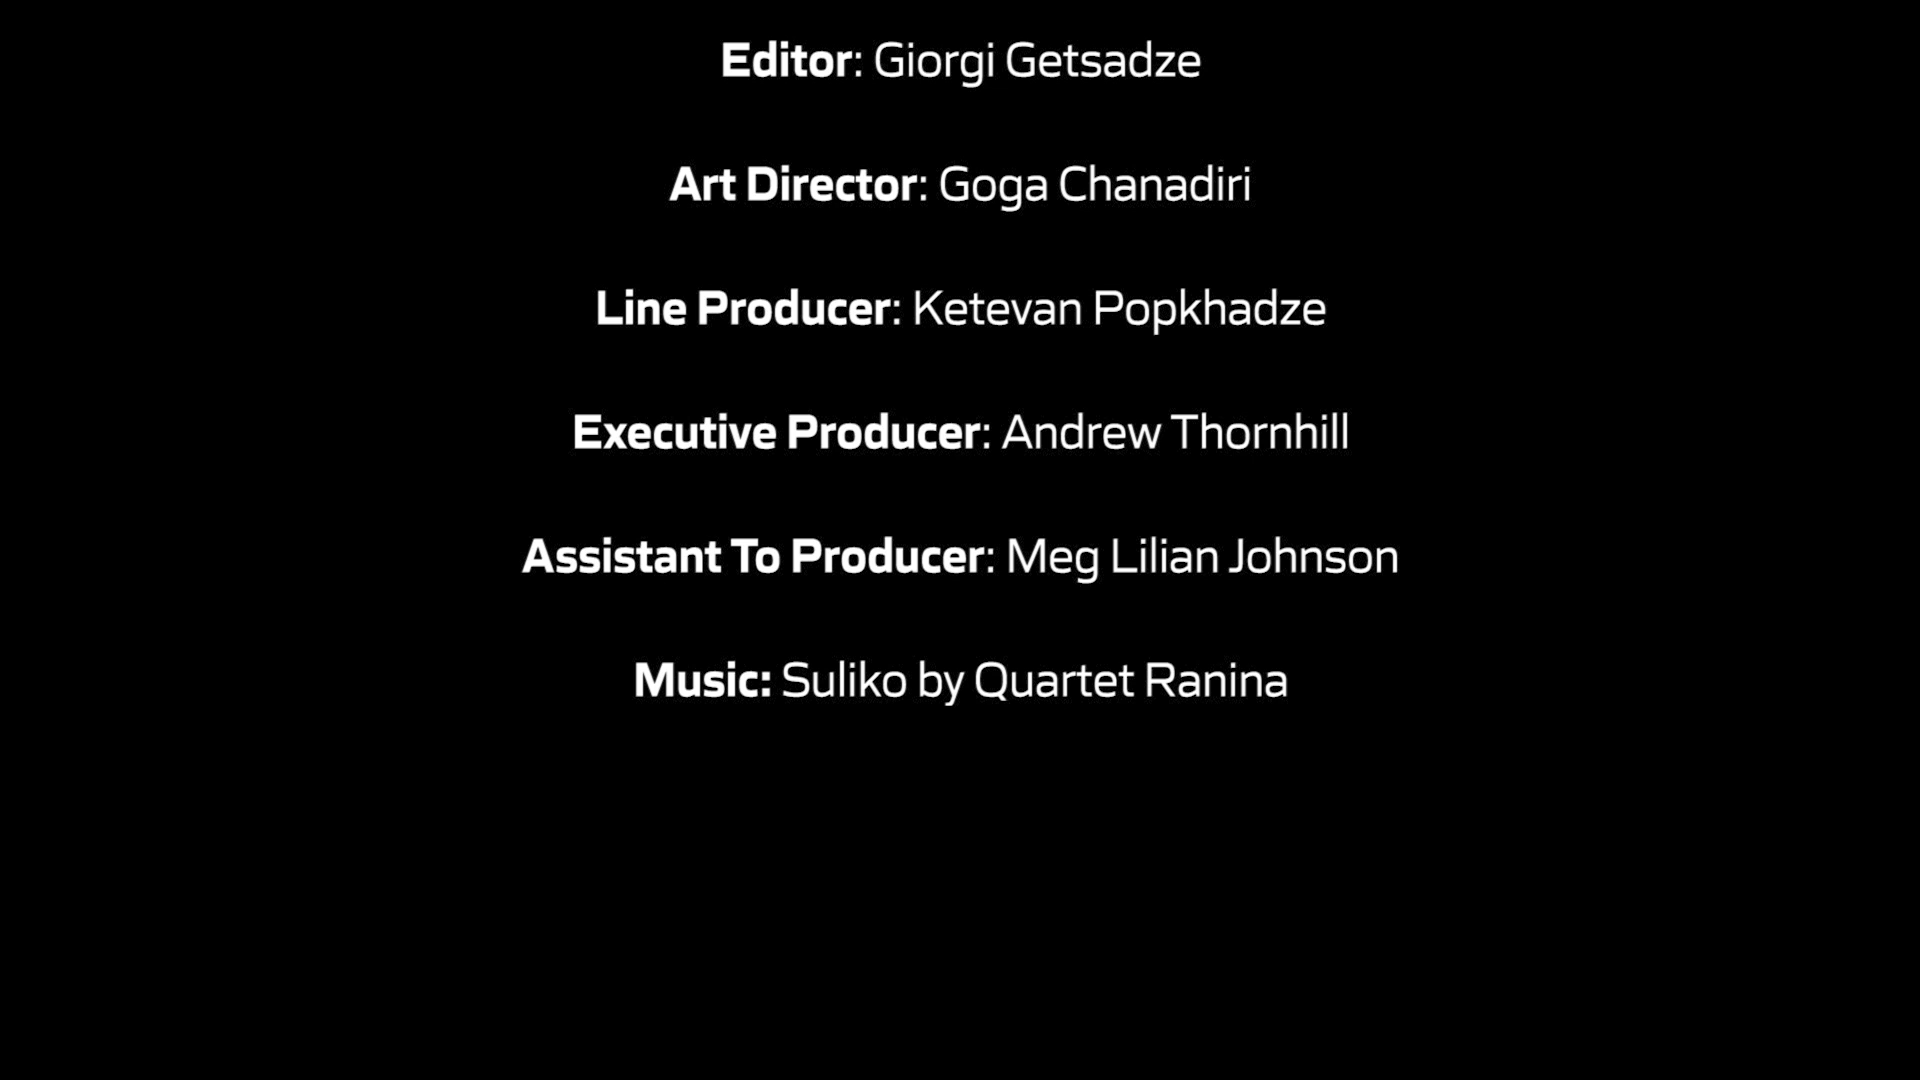 Editor: Giorgi Getsadze
Art Director: Goga Chanadiri
Line Producer: Ketevan Popkhadze
Executive Producer: Andrew Thornhill
Assistant To Producer: Meg Lilian Johnson
Music: Suliko by Quartet Ranina